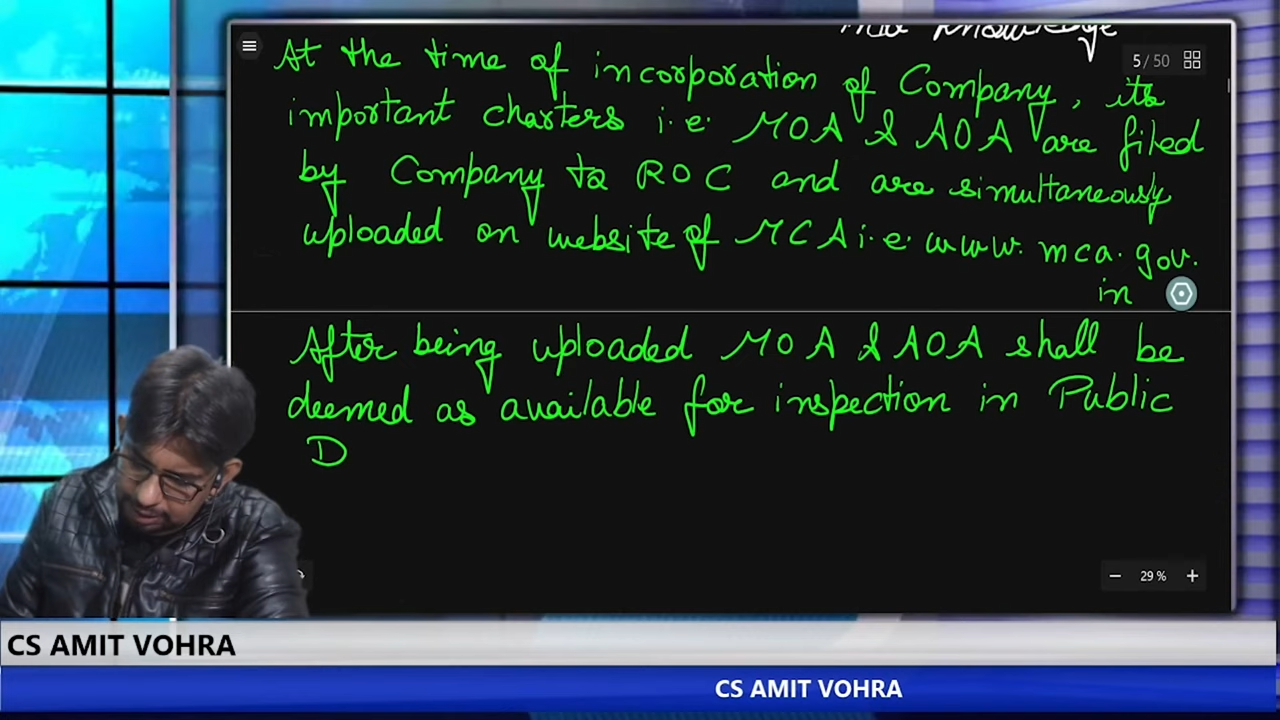 Knowledge
5 / 50
At the time of incorporation of Company, its
important charters i.e. MOA & AOA are filed
by Company to ROC and are simultaneously
uploaded on website of MCA i.e. www.mca.gov.
in
After being uploaded MOA & AOA shall be
deemed as available for inspection in Public
D
29 %
CS AMIT VOHRA
CS AMIT VOHRA